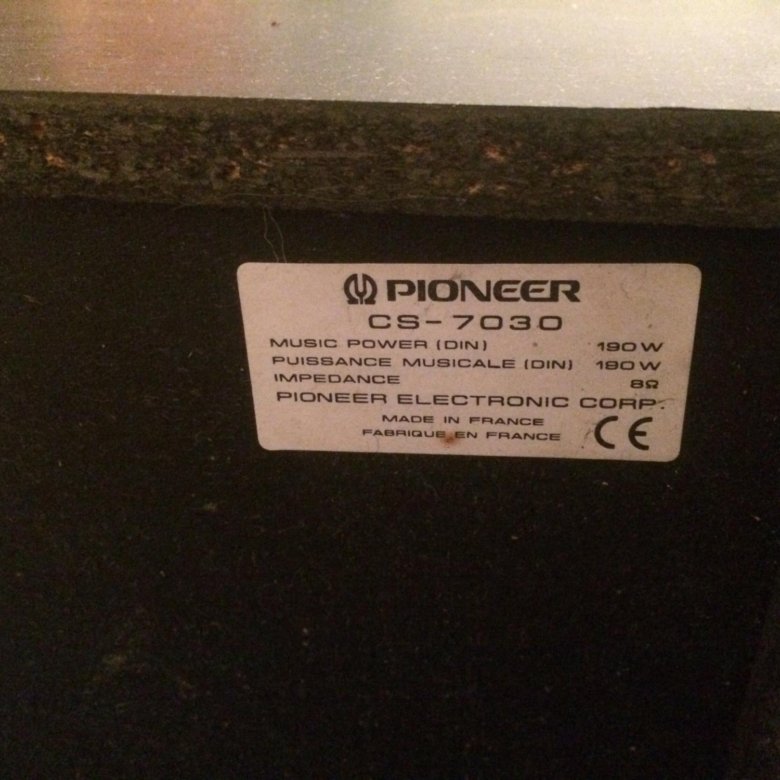 PIONEER
CS-7030
MUSIC POWER (DIN) 190 W
PUISSANCE MUSICALE (DIN) 190 W
IMPEDANCE 8Ω
PIONEER ELECTRONIC CORP.
MADE IN FRANCE
FABRIQUE EN FRANCE CE